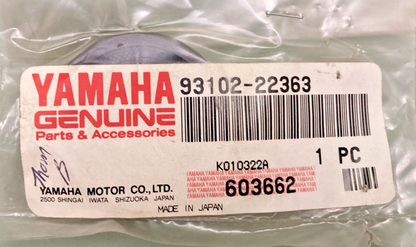 YAMAHA 93102-22363
GENUINE
Parts & Accessories
K010322A 1 PC
603662
YAMAHA MOTOR CO., LTD.
2500 SHINGAI IWATA SHIZUOKA JAPAN
MADE IN JAPAN